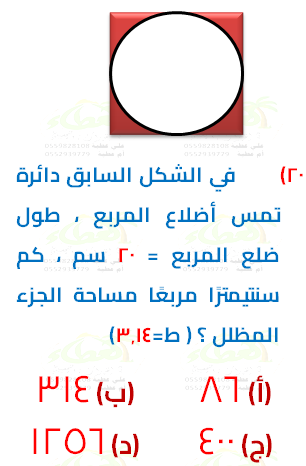 ٢٠) في الشكل السابق دائرة
تمس أضلاع المربع ، طول
ضلع المربع = ٢٠ سم ، كم
سنتيمترًا مربعًا مساحة الجزء
المظلل ؟ ( ط=٣,١٤)
(أ) ٨٦ (ب) ٣١٤
(ج) ٤٠٠ (د) ١٢٥٦